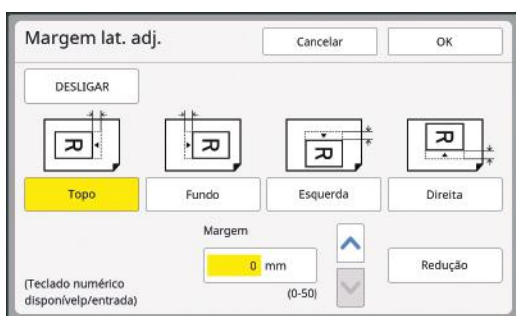 Margem lat. adj.
Cancelar
OK
DESLIGAR
R
R
R
R
Topo
Fundo
Esquerda
Direita
Margem
0 mm
Redução
(0-50)
(Teclado numérico
disponívelp/entrada)